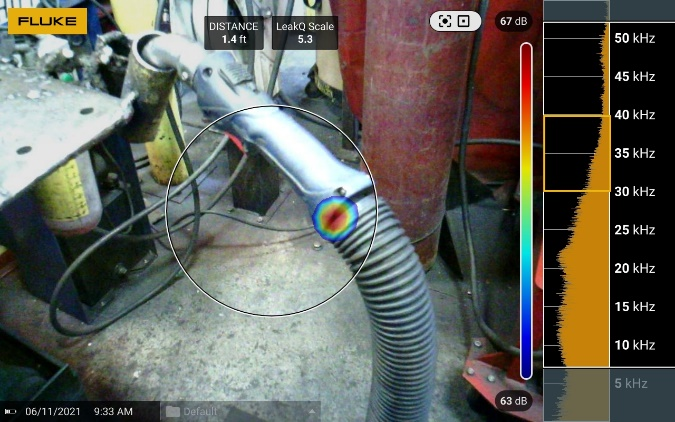 FLUKE
DISTANCE
1.4 ft
LeakQ Scale
5.3
67 dB
50 kHz
45 kHz
40 kHz
35 kHz
30 kHz
25 kHz
20 kHz
15 kHz
10 kHz
5 kHz
63 dB
06/11/2021 9:33 AM
Default